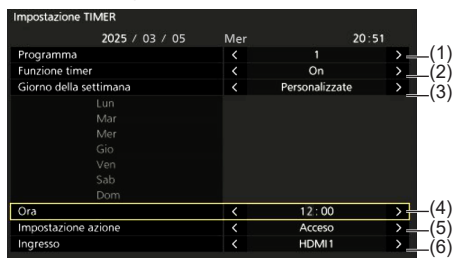 Impostazione TIMER
2025 / 03 / 05 Mer 20:51
Programma < 1 > (1)
Funzione timer < On > (2)
Giorno della settimana < Personalizzate > (3)
Lun
Mar
Mer
Gio
Ven
Sab
Dom
Ora < 12:00 > (4)
Impostazione azione < Acceso > (5)
Ingresso < HDMI1 > (6)